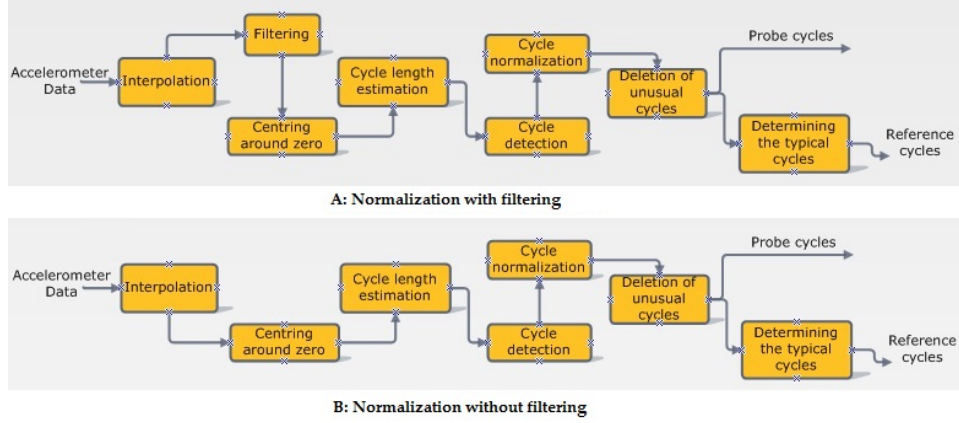 Accelerometer
Data
Interpolation
Filtering
Centring
around zero
Cycle length
estimation
Cycle
detection
Cycle
normalization
Deletion of
unusual
cycles
Probe cycles
Determining
the typical
cycles
Reference
cycles
A: Normalization with filtering
Accelerometer
Data
Interpolation
Centring
around zero
Cycle length
estimation
Cycle
detection
Cycle
normalization
Deletion of
unusual
cycles
Probe cycles
Determining
the typical
cycles
Reference
cycles
B: Normalization without filtering